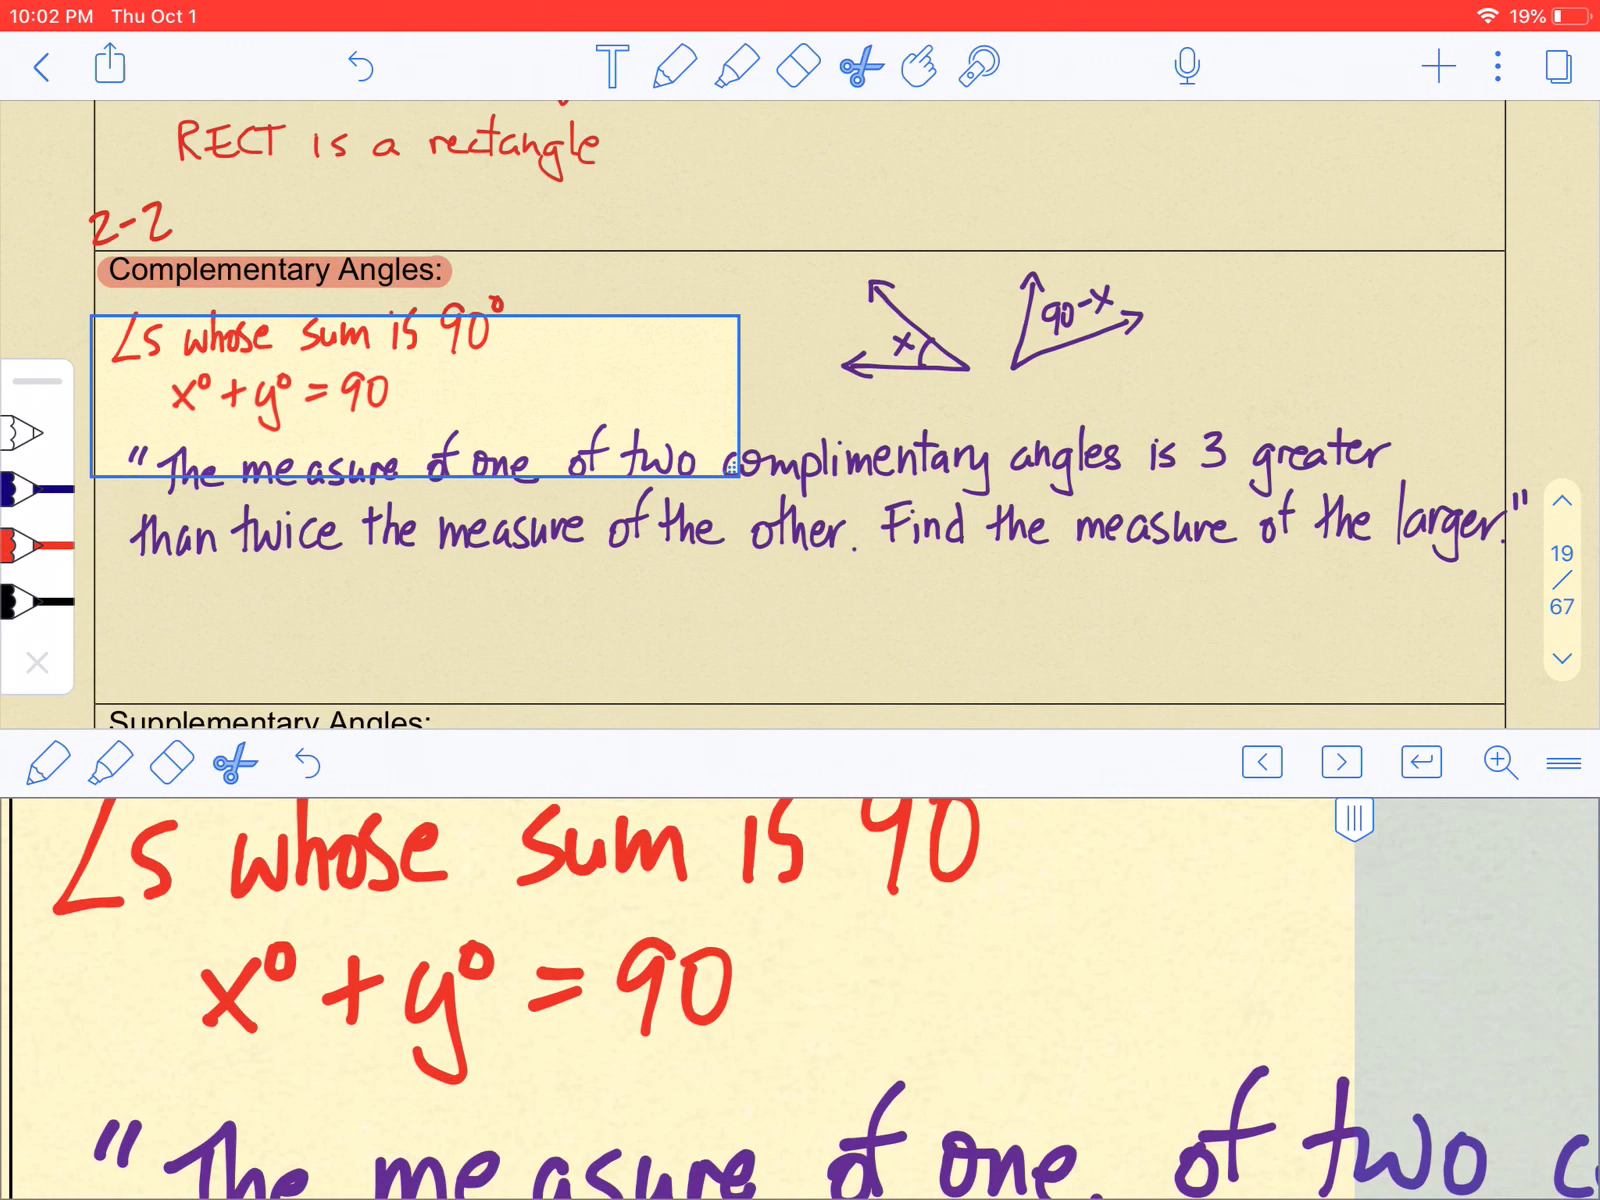 10:02 PM Thu Oct 1 19%
RECT is a rectangle
2-2
Complementary Angles:
∠s whose sum is 90°
x° + y° = 90
x
90-x
"The measure of one of two complimentary angles is 3 greater
than twice the measure of the other. Find the measure of the larger."
19
/
67
Supplementary Angles:
∠s whose sum is 90
x° + y° = 90
"The measure of one of two c